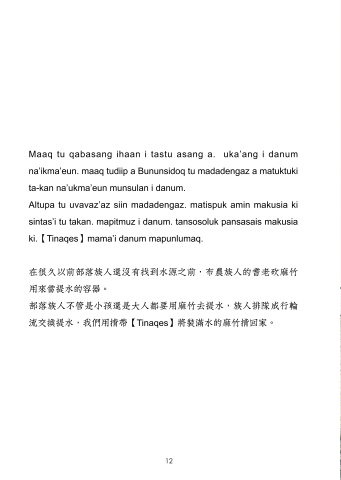 Maaq tu qabasang ihaan i tastu asang a. uka'ang i danum
na'ikma'eun. maaq tudiip a Bununsidoq tu madadengaz a matuktuki
ta-kan na'ukma'eun munsulan i danum.
Altupa tu uvavaz'az siin madadengaz. matispuk amin makusia ki
sintas'i tu takan. mapitmuz i danum. tansosoluk pansasais makusia
ki.【Tinaqes】mama'i danum mapunlumaq.
在很久以前部落族人還沒有找到水源之前，布農族人的耆老砍麻竹
用來當提水的容器。
部落族人不管是小孩還是大人都要用麻竹去提水，族人排隊成行輪
流交換提水，我們用揹帶【Tinaqes】將裝滿水的麻竹揹回家。
12